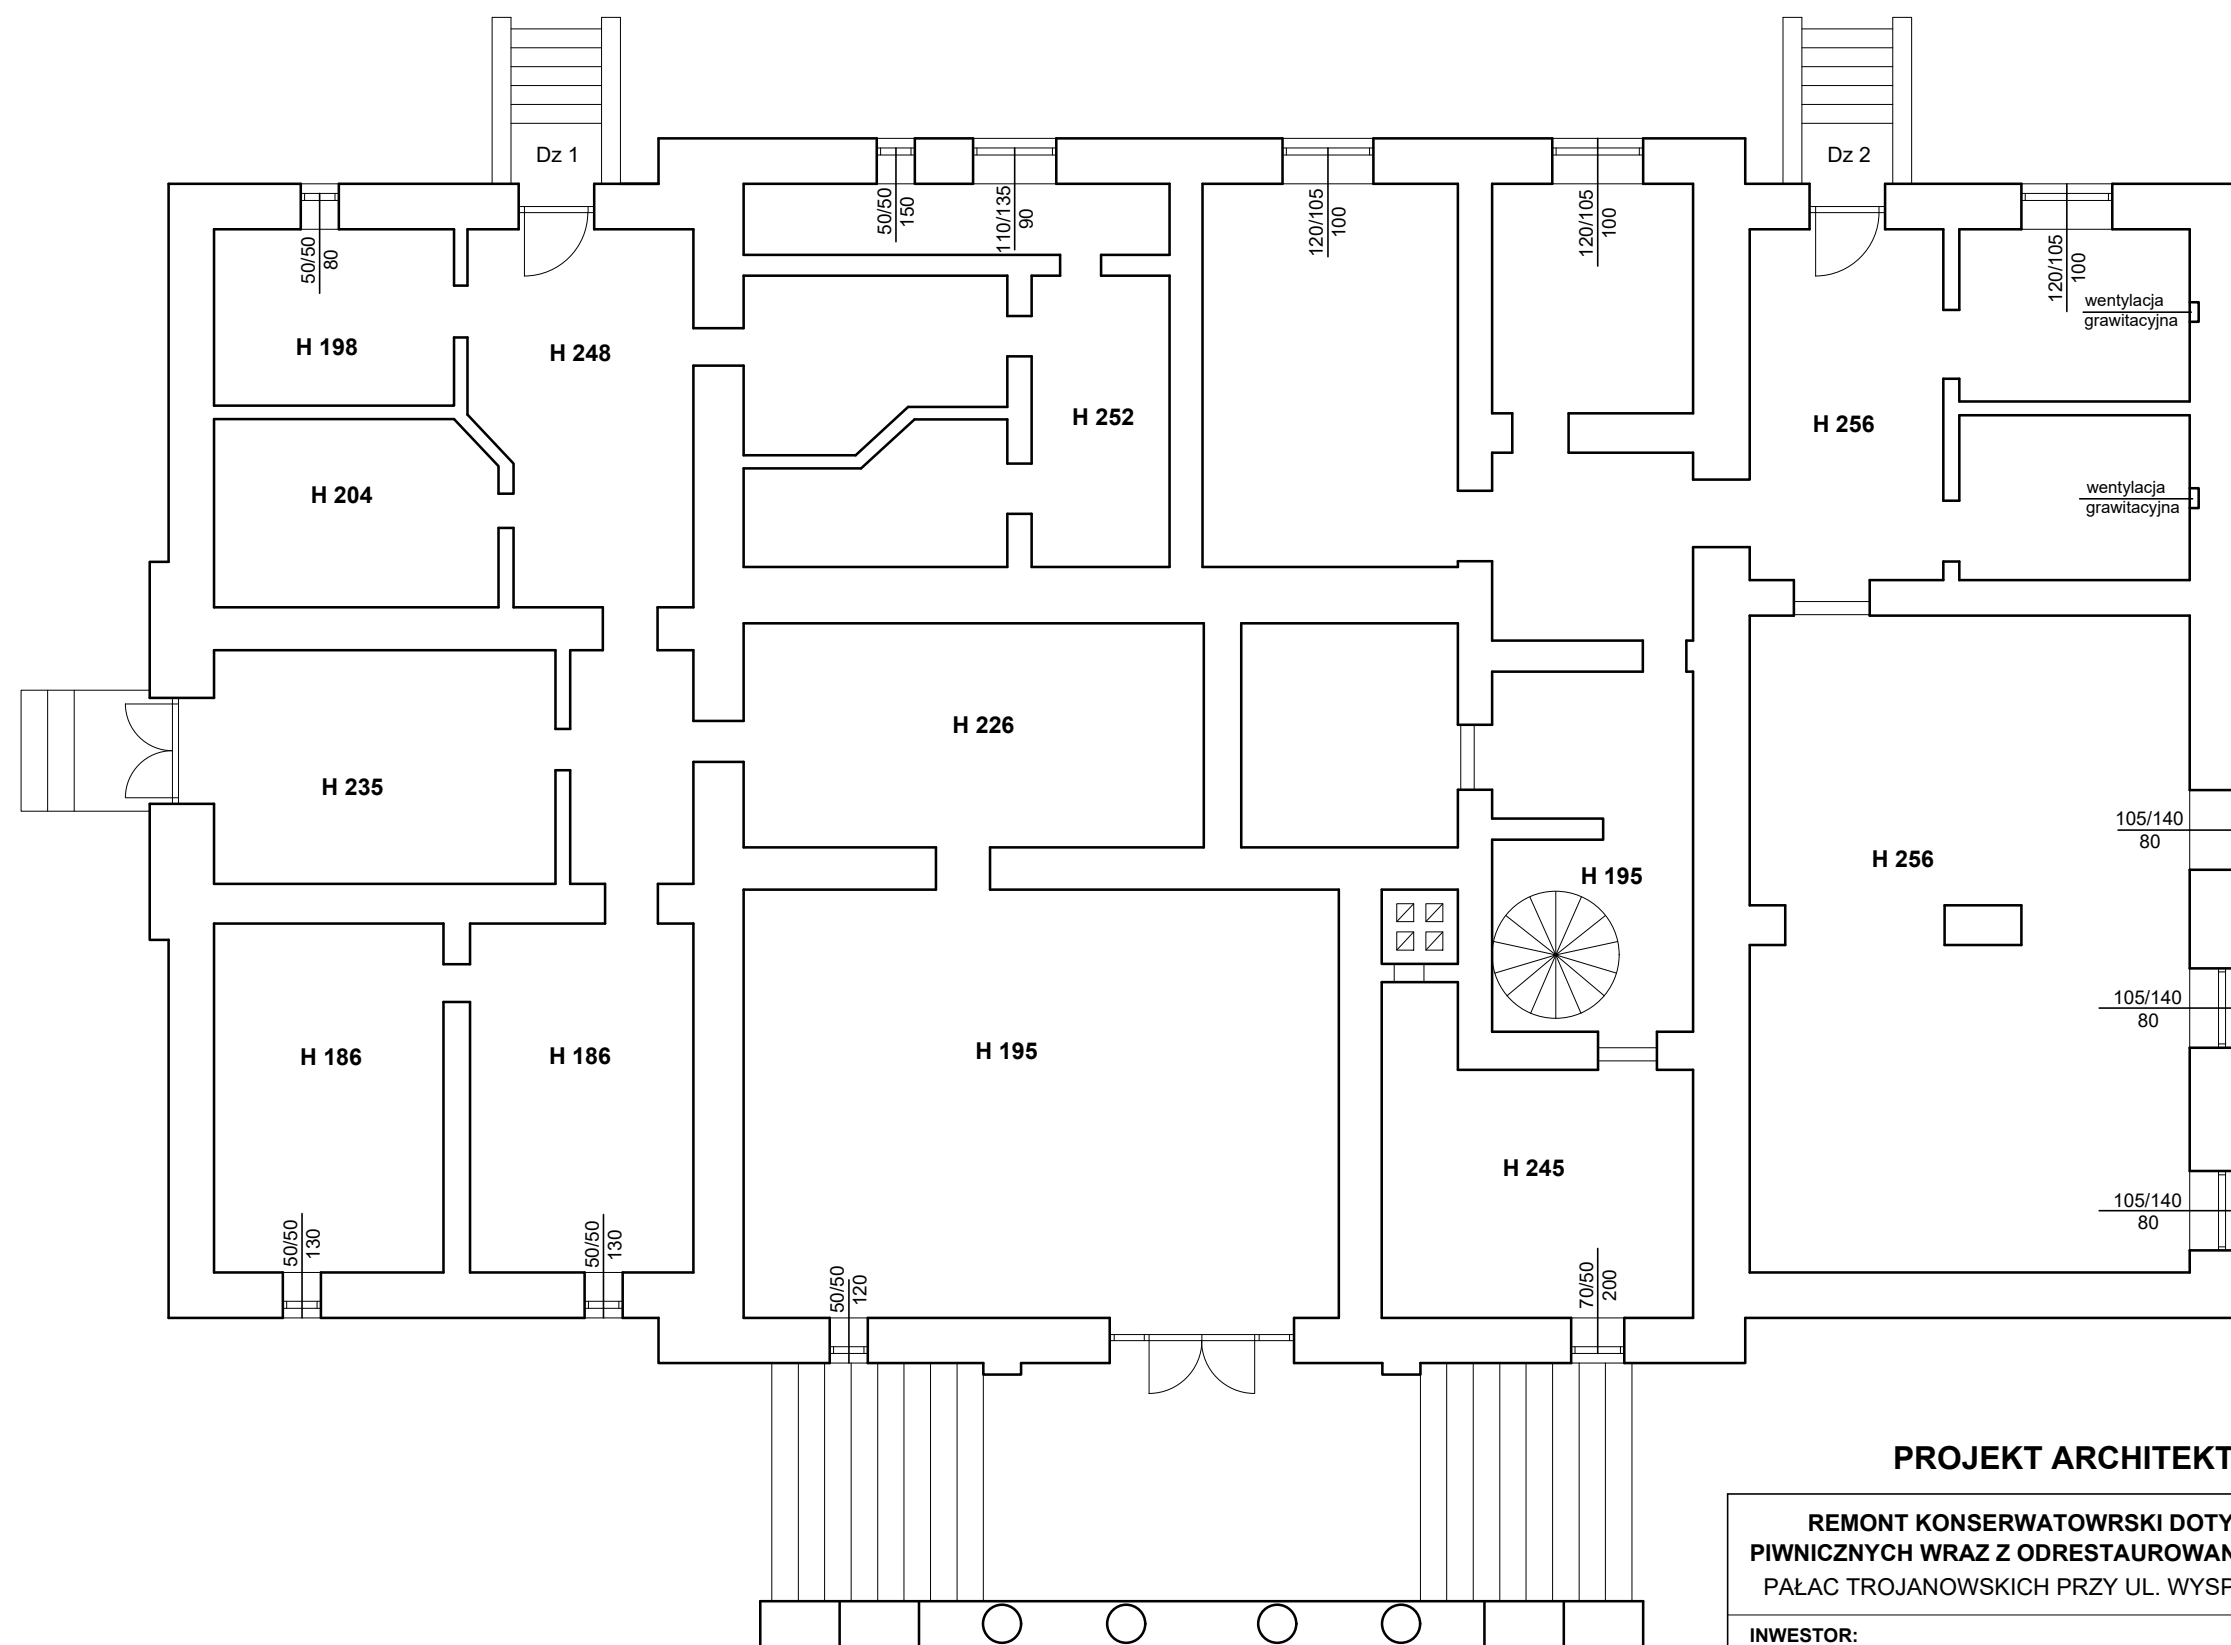 Dz 1
Dz 2
50/50
80
50/50
150
110/135
90
120/105
100
120/105
100
120/105
100
wentylacja
grawitacyjna
H 198
H 248
H 252
H 256
H 204
wentylacja
grawitacyjna
H 226
H 235
105/140
80
H 256
H 195
105/140
80
H 186
H 186
H 195
H 245
105/140
80
50/50
130
50/50
130
50/50
120
70/50
200
PROJEKT ARCHITEKT
REMONT KONSERWATOWRSKI DOTY
PIWNICZNYCH WRAZ Z ODRESTAUROWAN
PAŁAC TROJANOWSKICH PRZY UL. WYSP
INWESTOR: